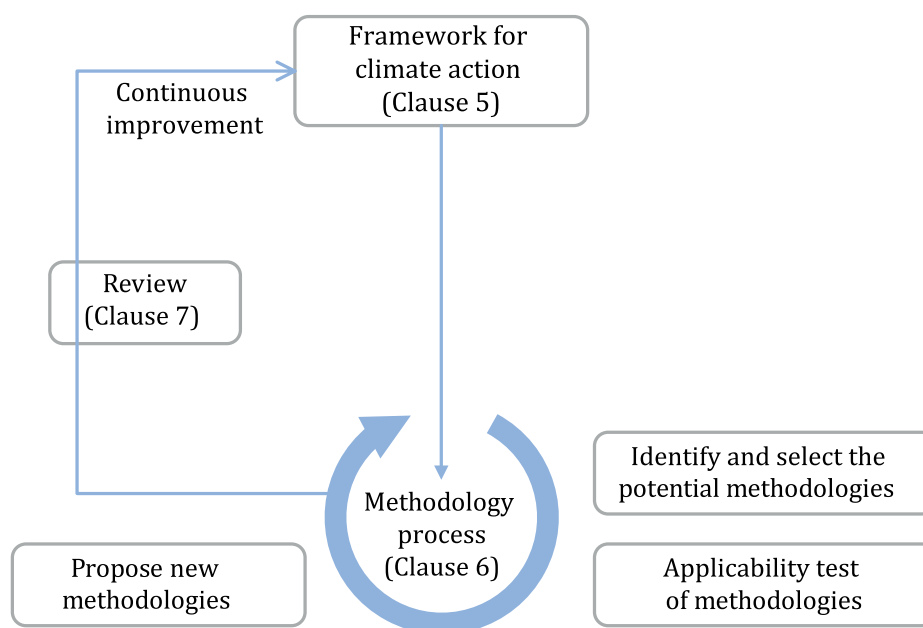 Framework for
climate action
(Clause 5)
Continuous
improvement
Review
(Clause 7)
Identify and select the
potential methodologies
Methodology
process
(Clause 6)
Propose new
methodologies
Applicability test
of methodologies